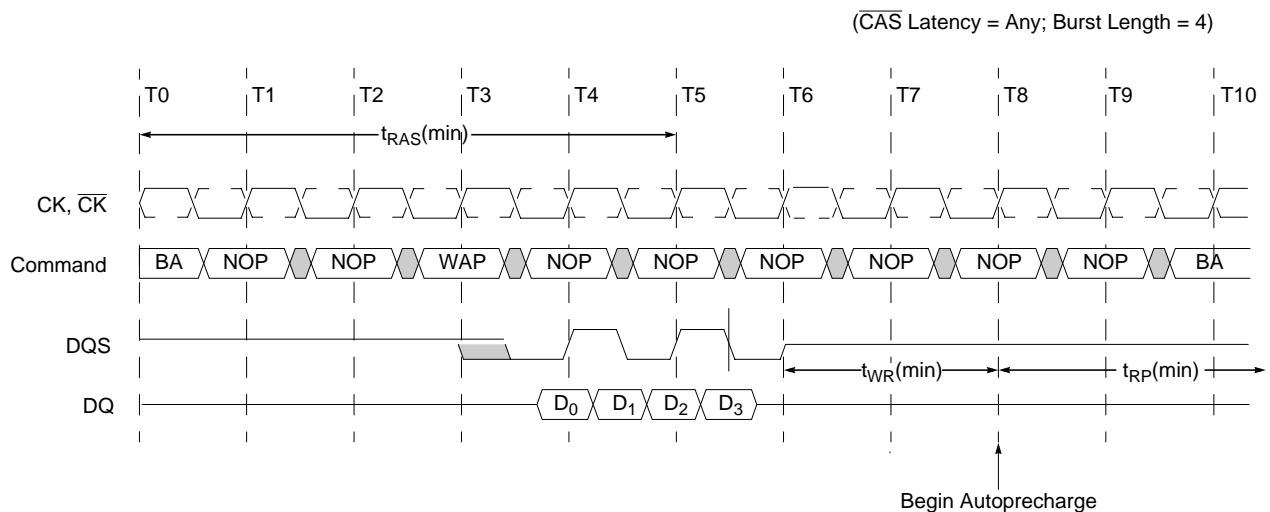 (C̅A̅S̅ Latency = Any; Burst Length = 4)
T0 T1 T2 T3 T4 T5 T6 T7 T8 T9 T10
tRAS(min)
CK, C̅K̅
Command BA NOP NOP WAP NOP NOP NOP NOP NOP NOP BA
DQS
tWR(min) tRP(min)
DQ D0 D1 D2 D3
Begin Autoprecharge